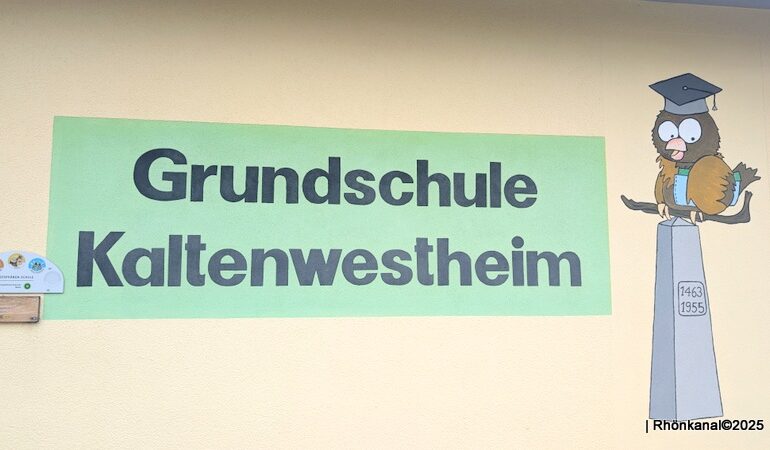 Grundschule
Kaltenwestheim
1463
1955
| Rhönkanal©2025